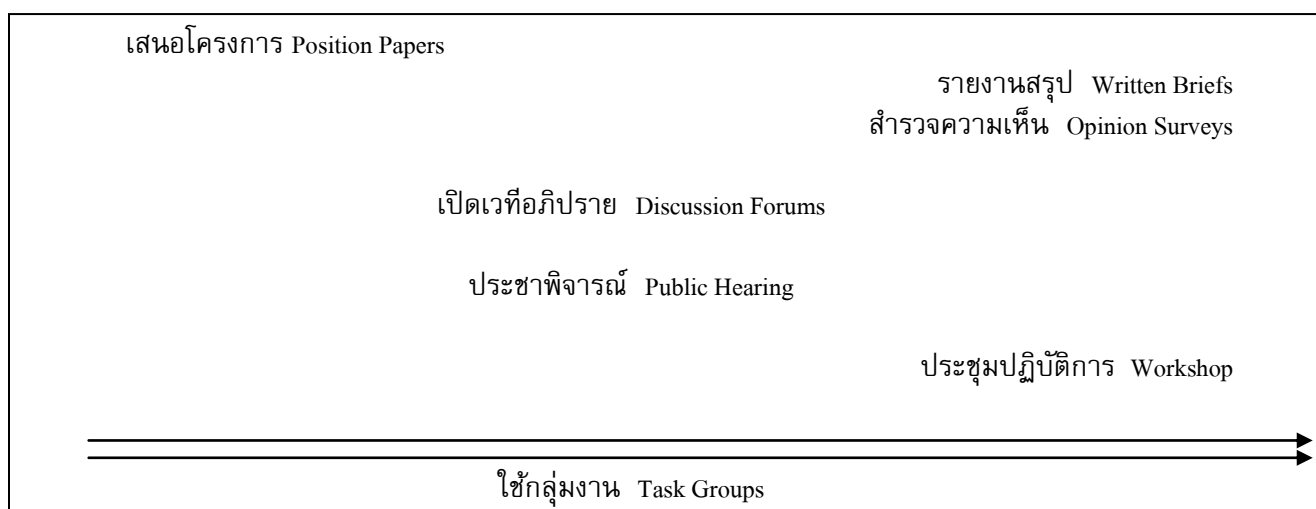 เสนอโครงการ Position Papers
รายงานสรุป Written Briefs
สำรวจความเห็น Opinion Surveys
เปิดเวทีอภิปราย Discussion Forums
ประชาพิจารณ์ Public Hearing
ประชุมปฏิบัติการ Workshop
ใช้กลุ่มงาน Task Groups